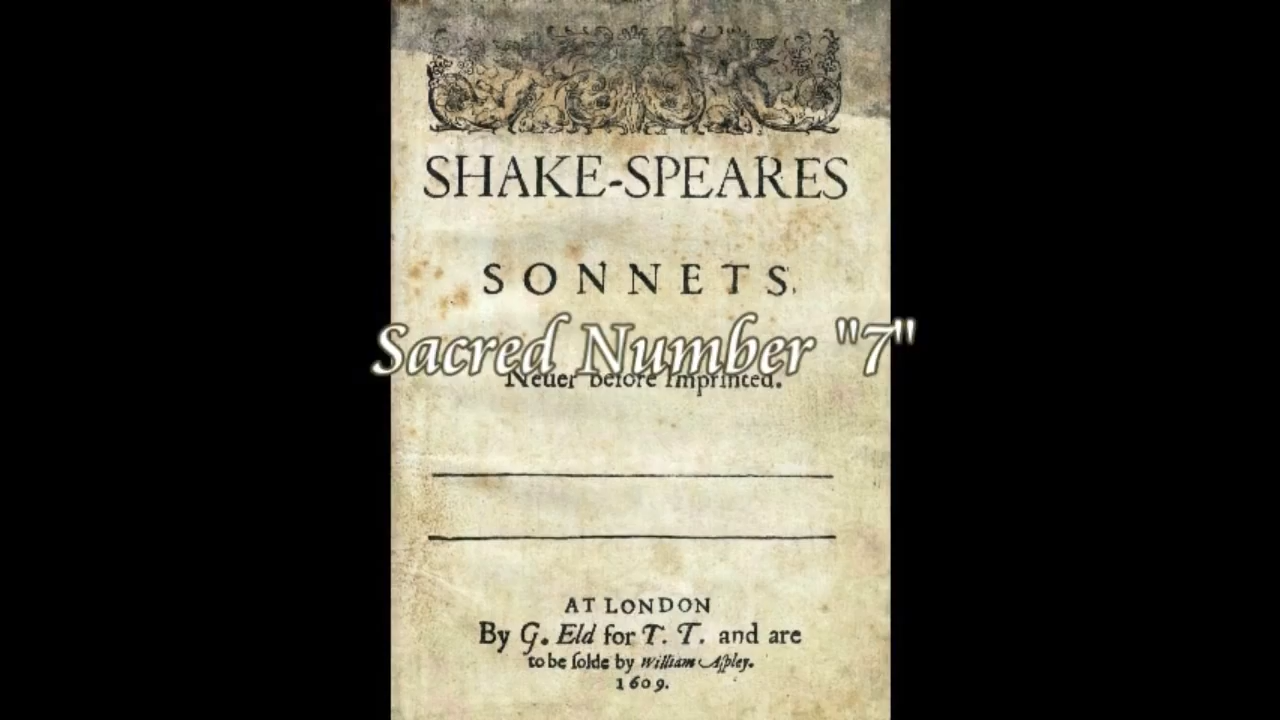 SHAKE-SPEARES
SONNETS.
Sacred Number "7"
Neuer before Imprinted.
AT LONDON
By G. Eld for T. T. and are
to be ſolde by William Aſpley.
1609.